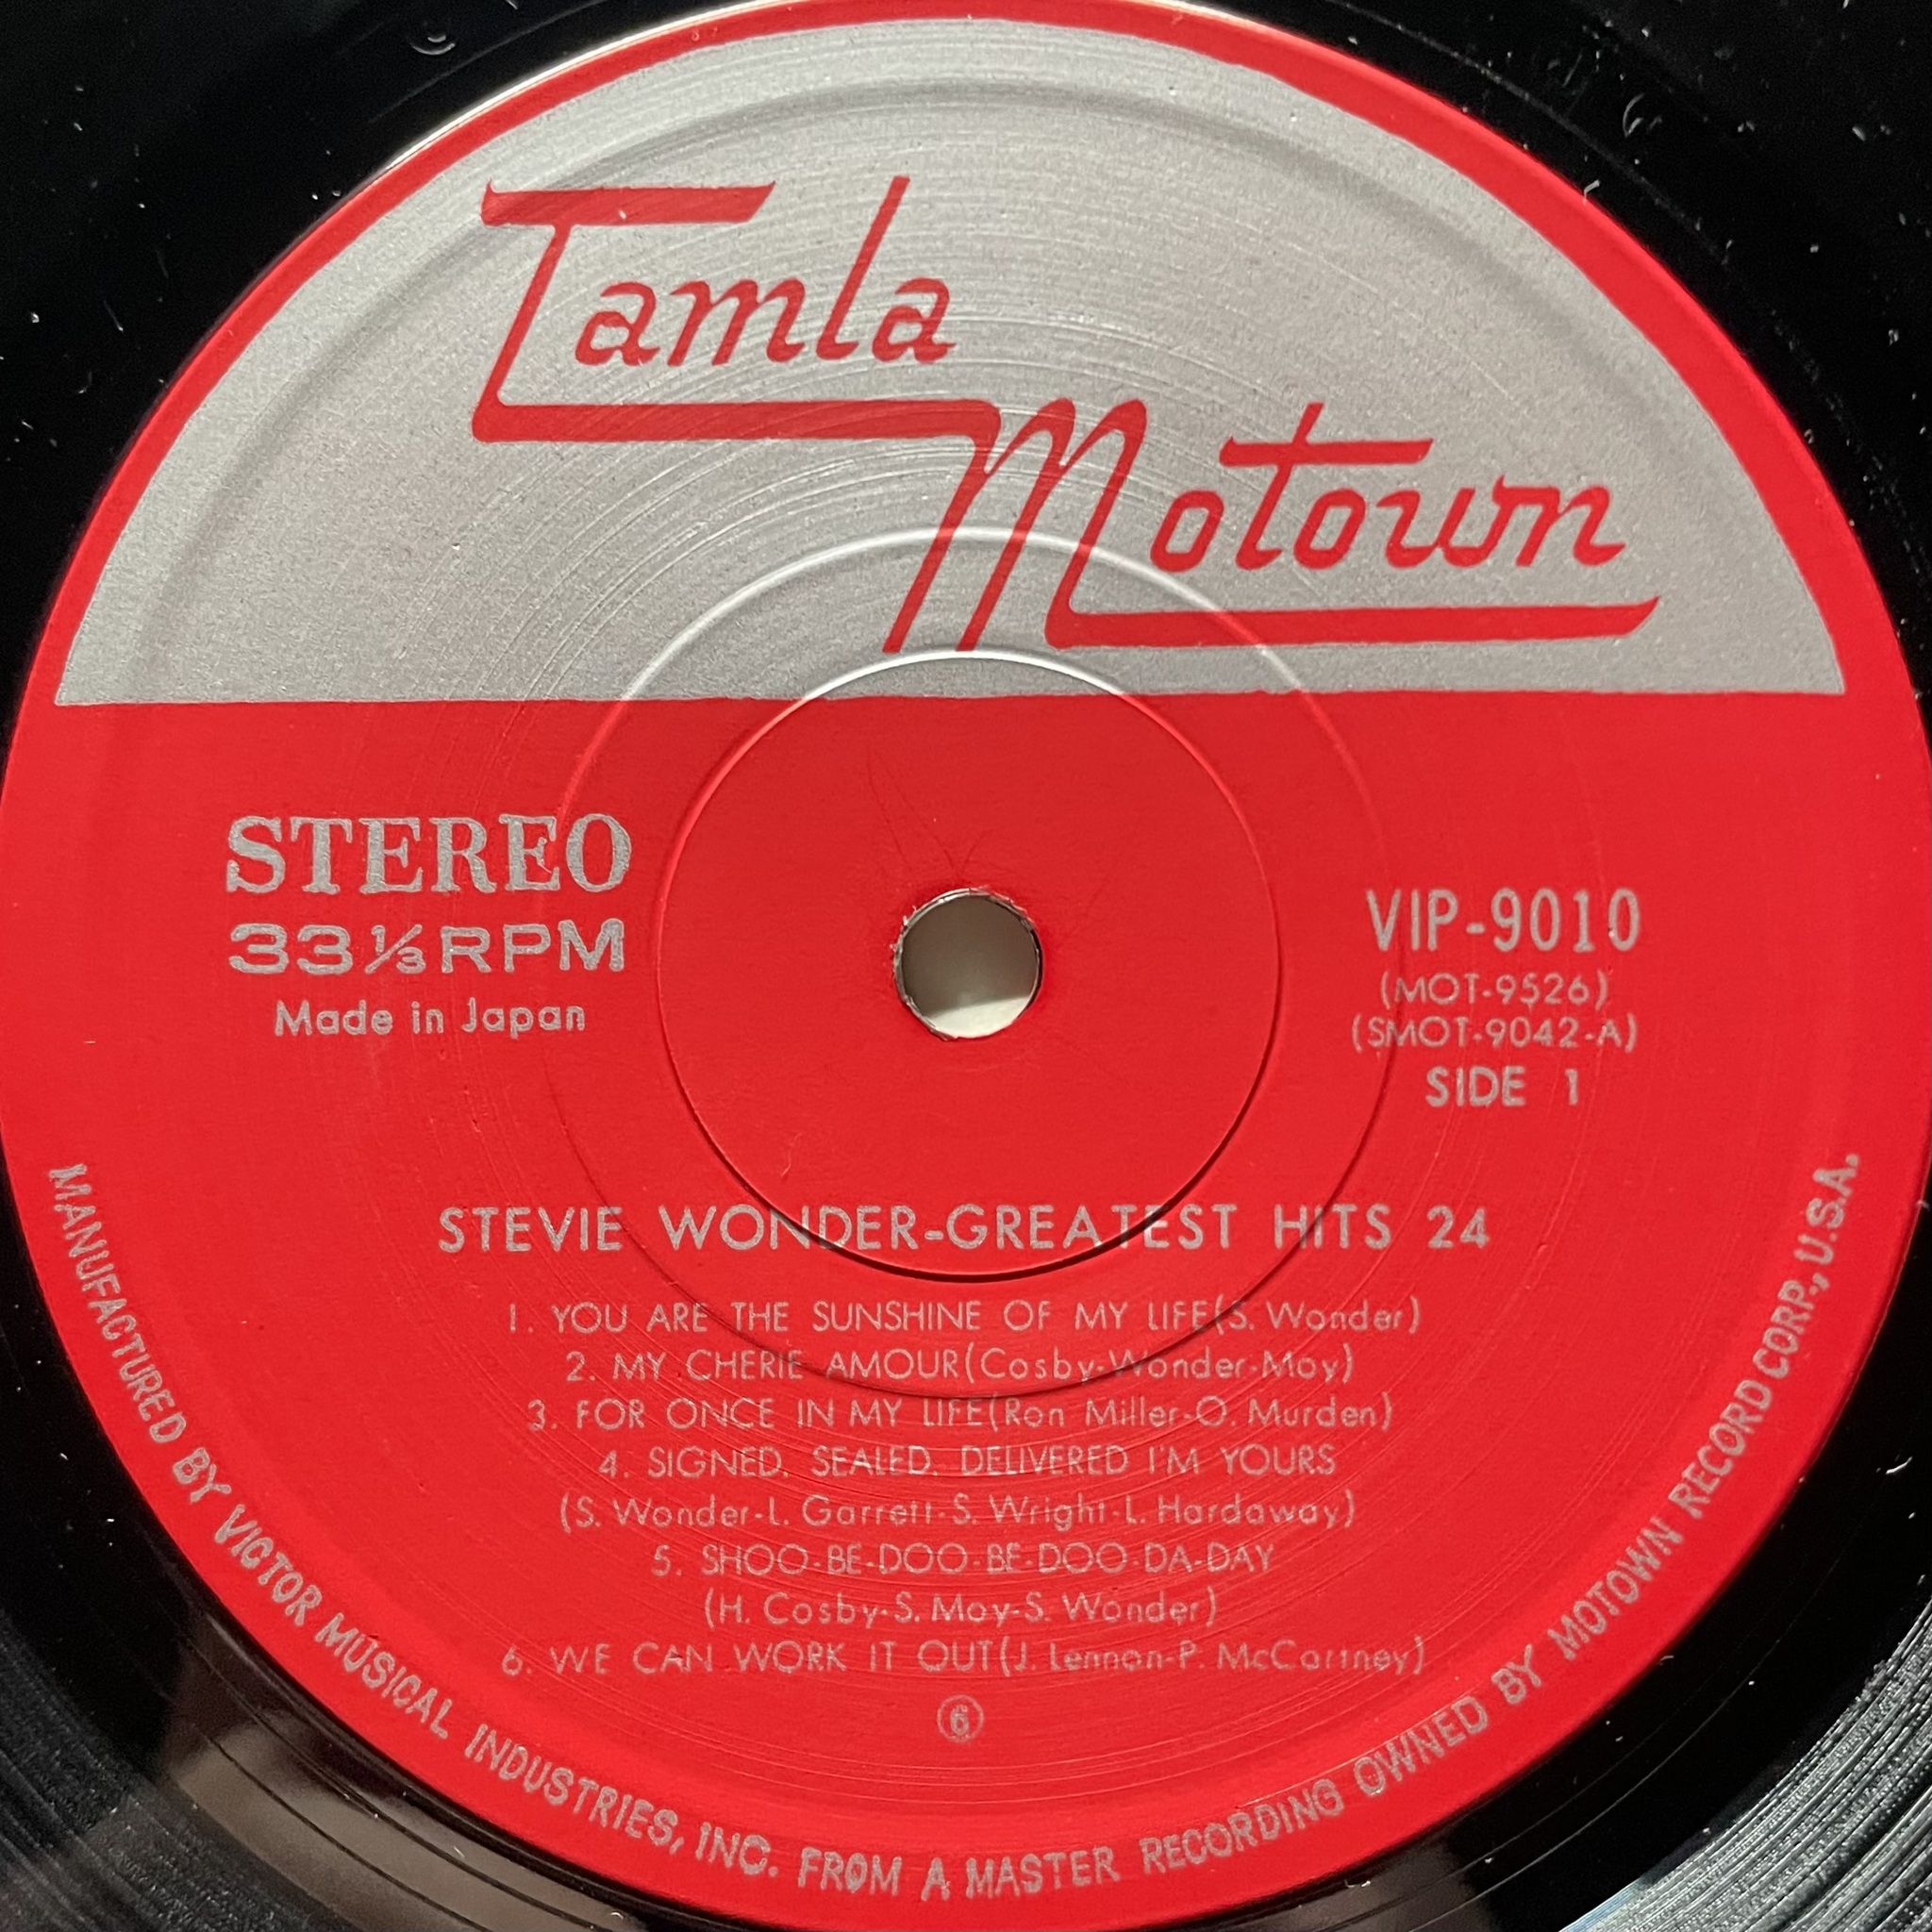 Tamla
Motown
STEREO
33⅓RPM
Made in Japan
VIP-9010
(MOT-9526)
(SMOT-9042-A)
SIDE 1
STEVIE WONDER-GREATEST HITS 24
1. YOU ARE THE SUNSHINE OF MY LIFE(S. Wonder)
2. MY CHERIE AMOUR(Cosby-Wonder-Moy)
3. FOR ONCE IN MY LIFE(Ron Miller-O. Murden)
4. SIGNED, SEALED, DELIVERED I'M YOURS
(S. Wonder-L. Garrett-S. Wright-L. Hardaway)
5. SHOO-BE-DOO-BE-DOO-DA-DAY
(H. Cosby-S. Moy-S. Wonder)
6. WE CAN WORK IT OUT(J. Lennon-P. McCartney)
⑥
MANUFACTURED BY VICTOR MUSICAL INDUSTRIES, INC. FROM A MASTER RECORDING OWNED BY MOTOWN RECORD CORP., U.S.A.